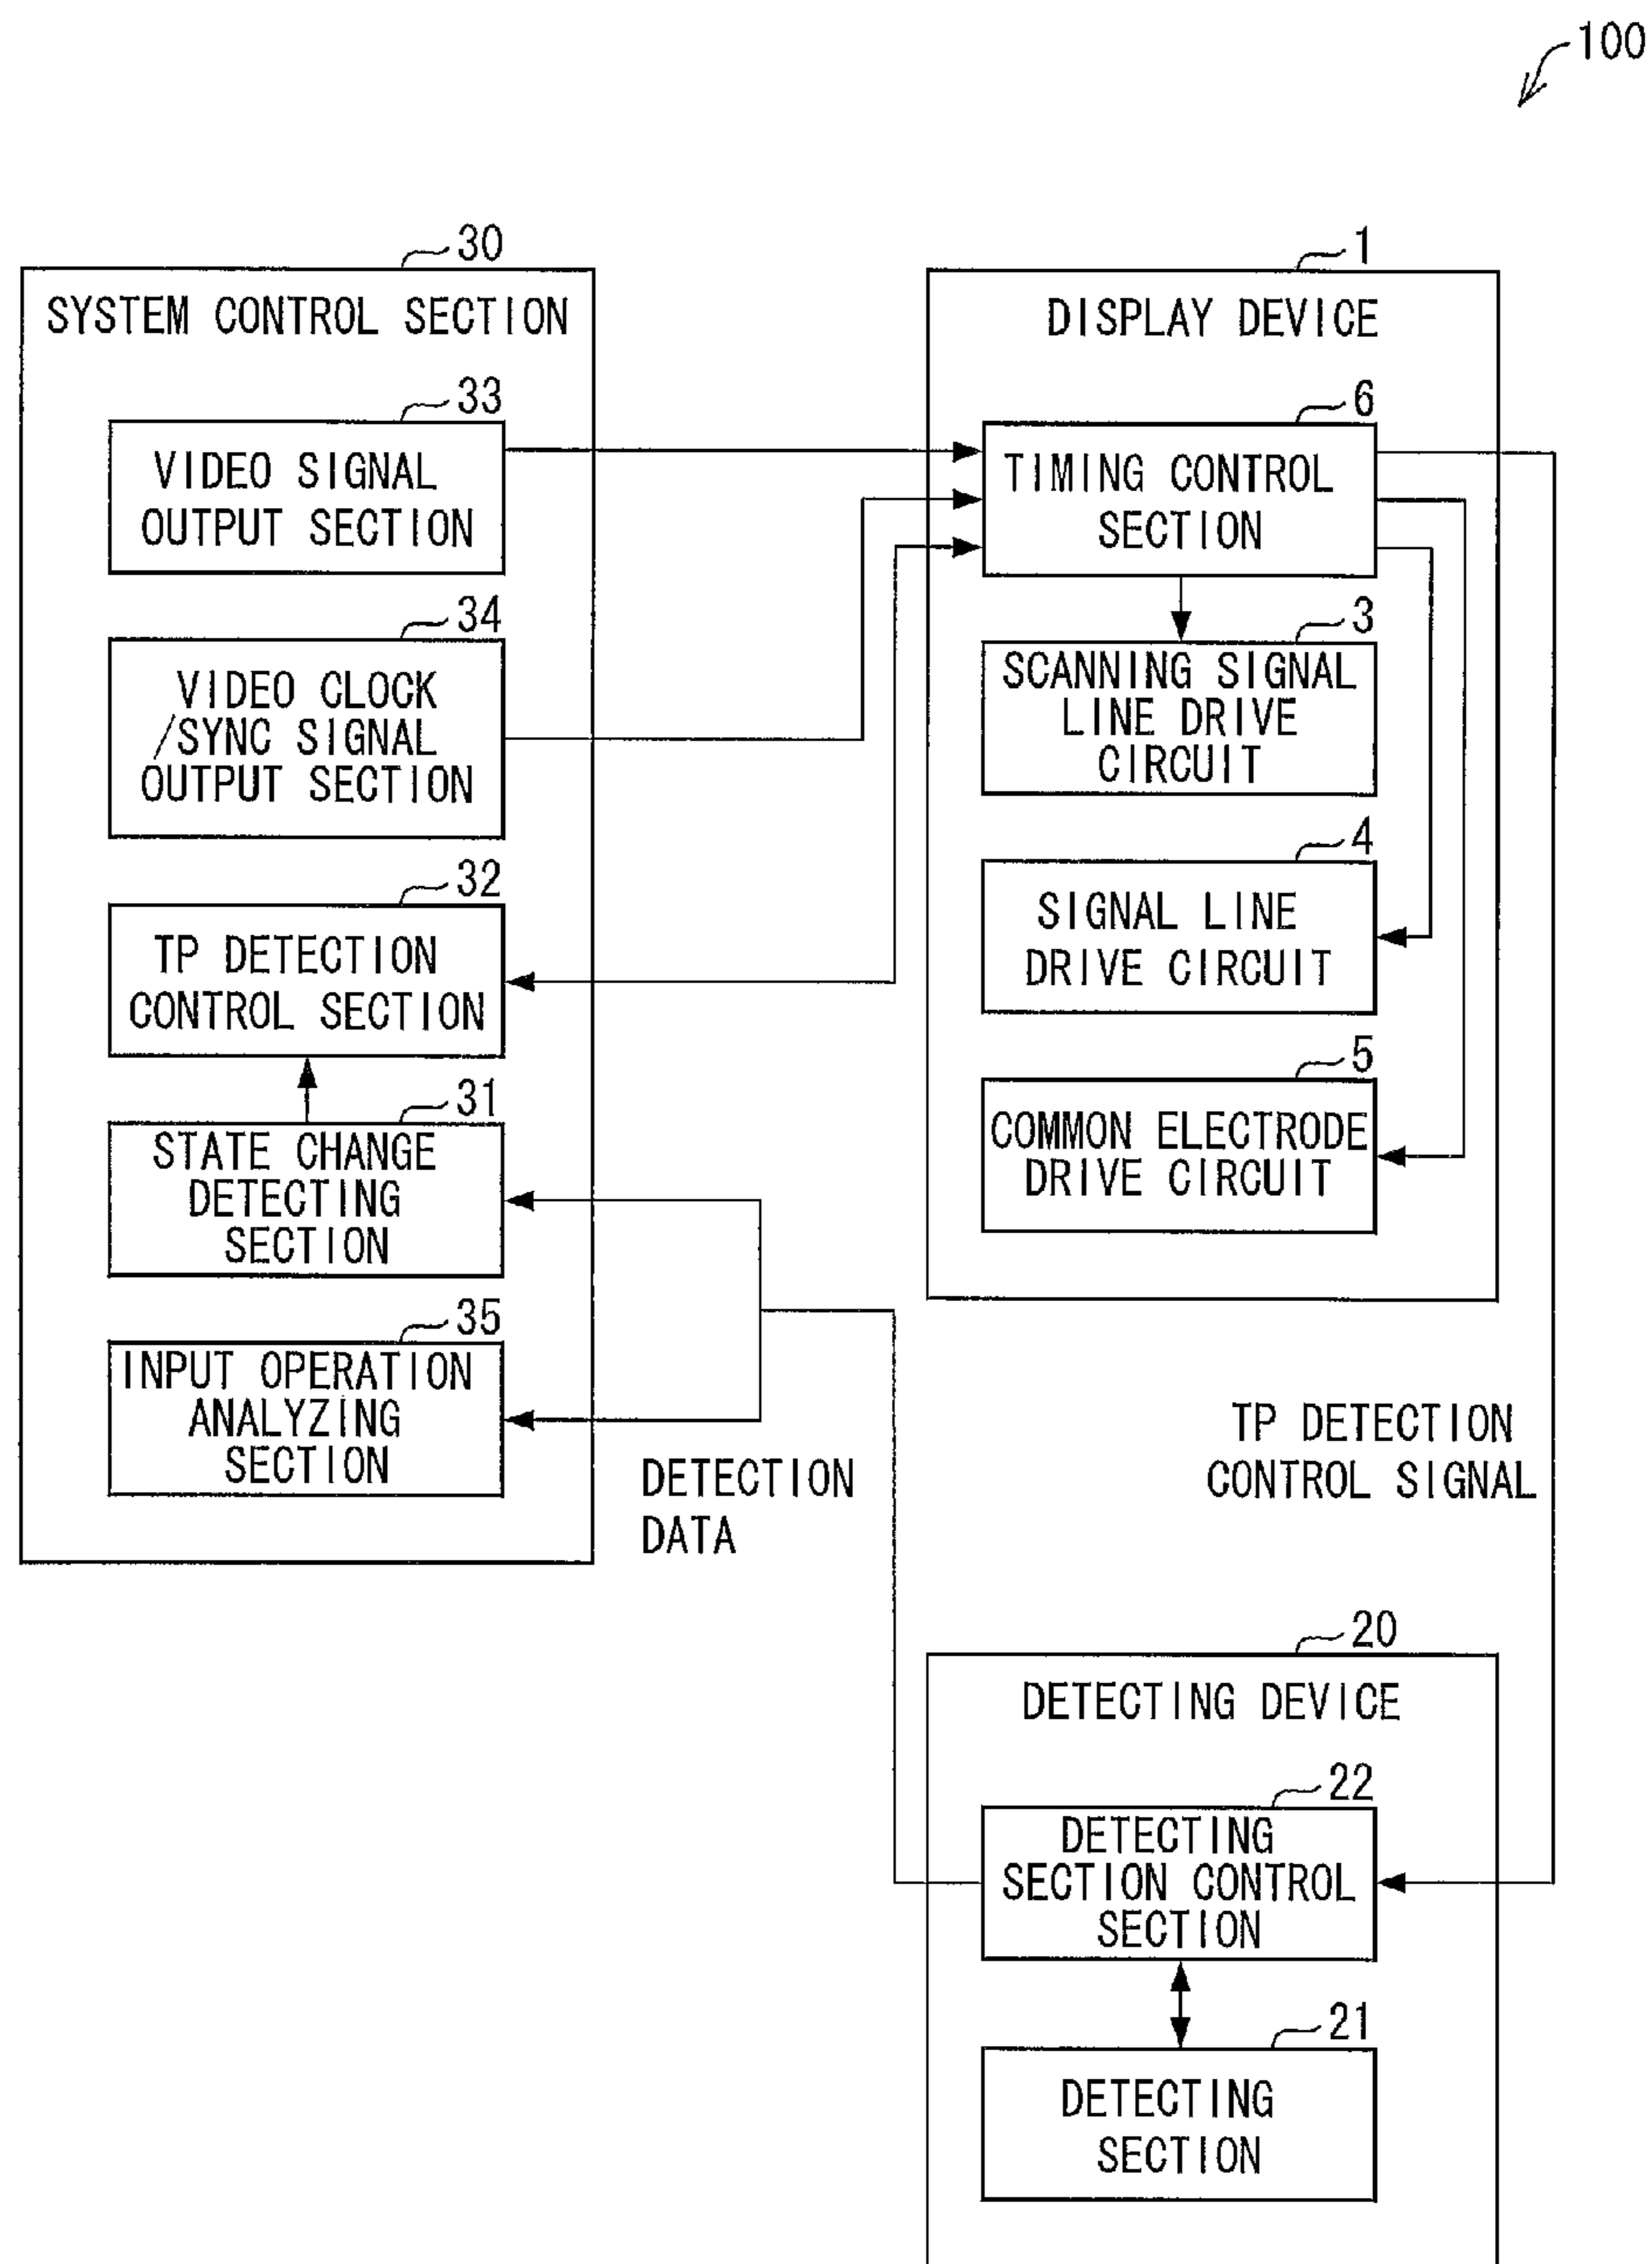 100
30
SYSTEM CONTROL SECTION
33
VIDEO SIGNAL
OUTPUT SECTION
34
VIDEO CLOCK
/SYNC SIGNAL
OUTPUT SECTION
32
TP DETECTION
CONTROL SECTION
31
STATE CHANGE
DETECTING
SECTION
35
INPUT OPERATION
ANALYZING
SECTION
DETECTION
DATA
1
DISPLAY DEVICE
6
TIMING CONTROL
SECTION
3
SCANNING SIGNAL
LINE DRIVE
CIRCUIT
4
SIGNAL LINE
DRIVE CIRCUIT
5
COMMON ELECTRODE
DRIVE CIRCUIT
TP DETECTION
CONTROL SIGNAL
20
DETECTING DEVICE
22
DETECTING
SECTION CONTROL
SECTION
21
DETECTING
SECTION